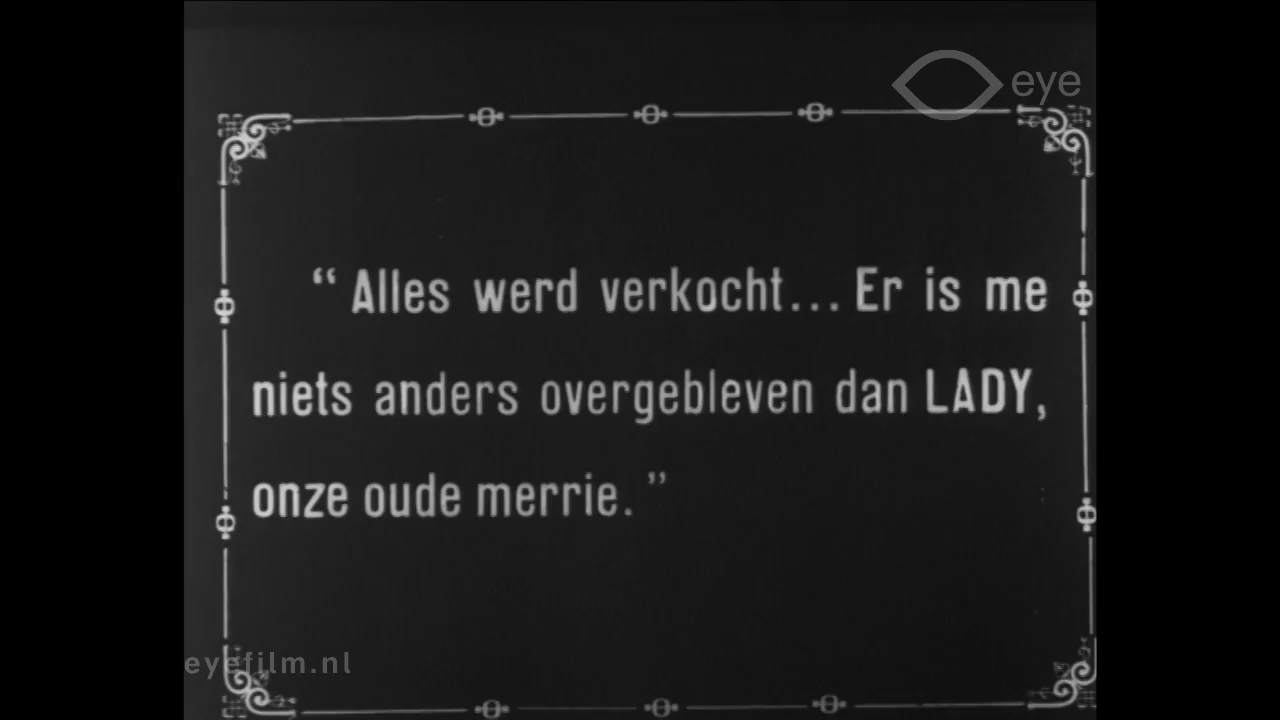 eye
“ Alles werd verkocht... Er is me
niets anders overgebleven dan LADY,
onze oude merrie. ”
eyefilm.nl